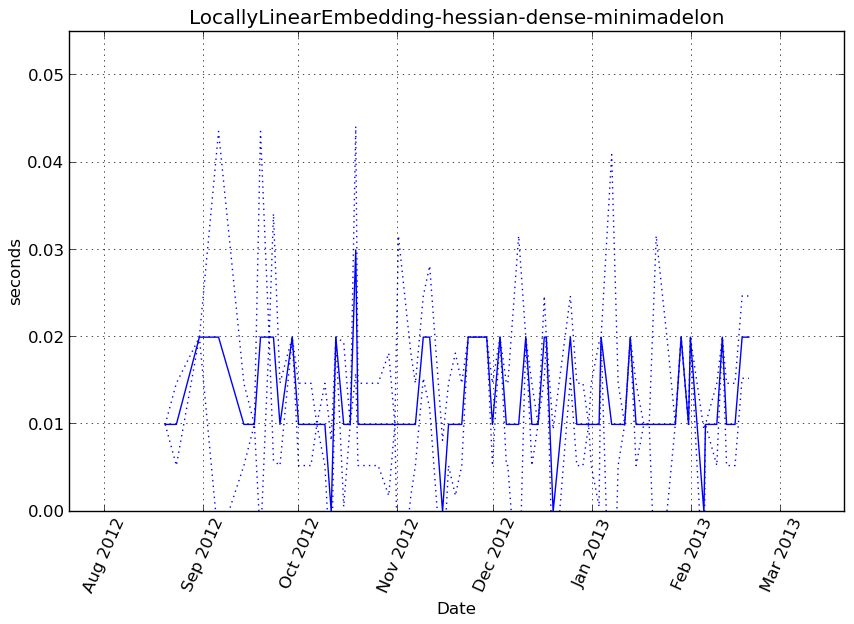 LocallyLinearEmbedding-hessian-dense-minimadelon
0.05
0.04
0.03
0.02
0.01
0.00
seconds
Aug 2012
Sep 2012
Oct 2012
Nov 2012
Dec 2012
Jan 2013
Feb 2013
Mar 2013
Date